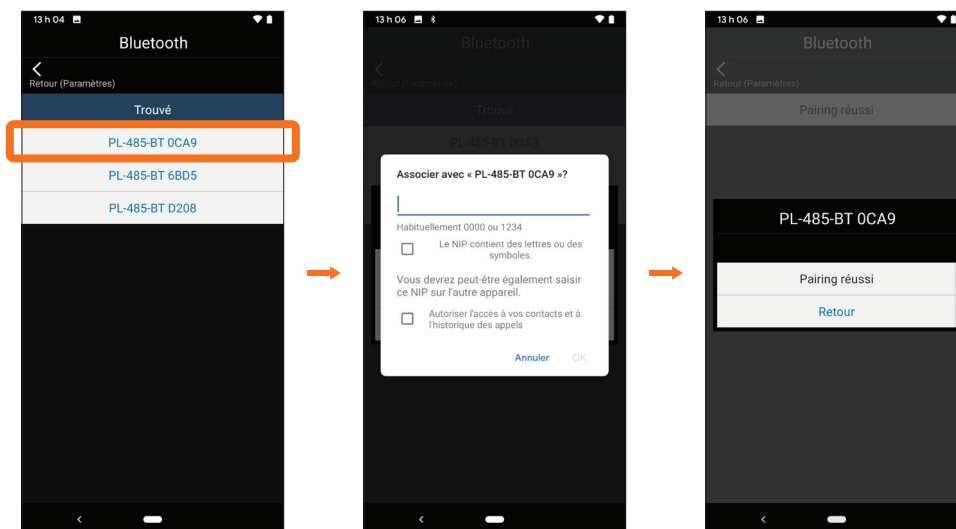 13 h 04
Bluetooth
Retour (Paramètres)
Trouvé
PL-485-BT 0CA9
PL-485-BT 6BD5
PL-485-BT D208
13 h 06
Bluetooth
Retour (Paramètres)
Trouvé
PL-485-BT 0CA9
Associer avec « PL-485-BT 0CA9 »?
Habituellement 0000 ou 1234
Le NIP contient des lettres ou des
symboles.
Vous devrez peut-être également saisir
ce NIP sur l'autre appareil.
Autoriser l'accès à vos contacts et à
l'historique des appels
Annuler OK
13 h 06
Bluetooth
Retour (Paramètres)
Pairing réussi
PL-485-BT 0CA9
Pairing réussi
Retour